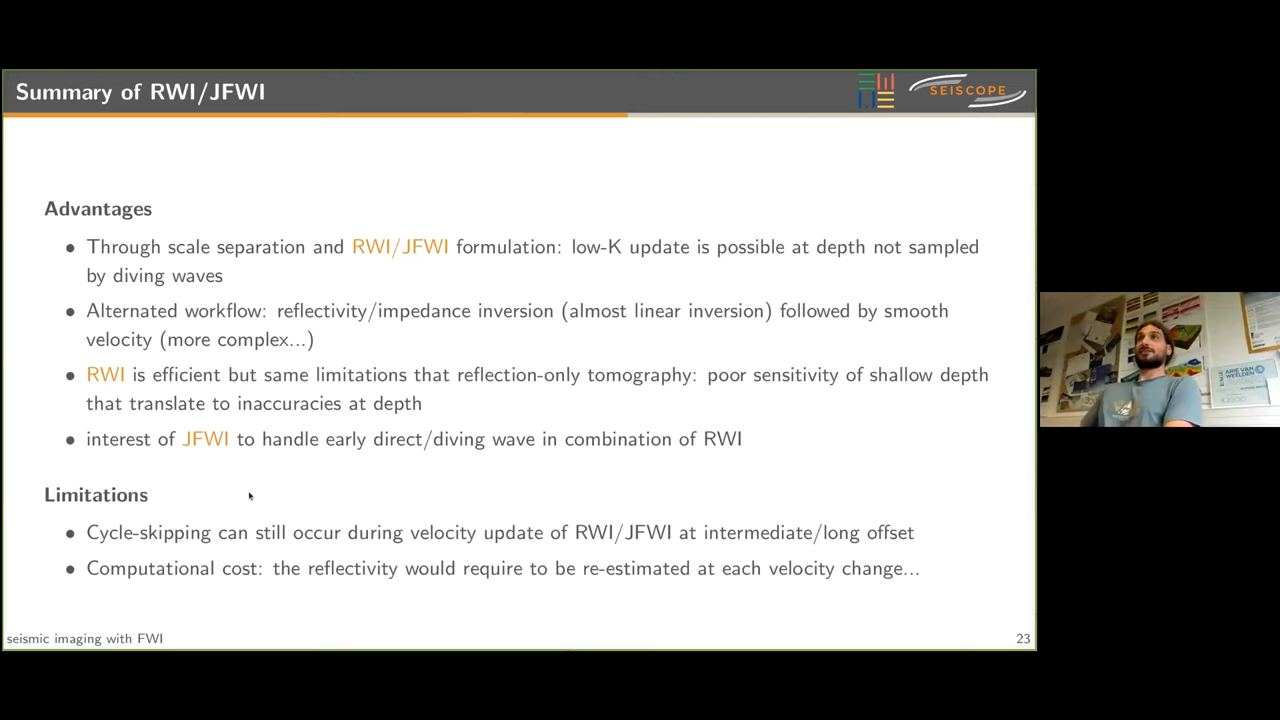 Summary of RWI/JFWI
SEISCOPE
Advantages
• Through scale separation and RWI/JFWI formulation: low-K update is possible at depth not sampled
by diving waves
• Alternated workflow: reflectivity/impedance inversion (almost linear inversion) followed by smooth
velocity (more complex...)
• RWI is efficient but same limitations that reflection-only tomography: poor sensitivity of shallow depth
that translate to inaccuracies at depth
• interest of JFWI to handle early direct/diving wave in combination of RWI
Limitations
• Cycle-skipping can still occur during velocity update of RWI/JFWI at intermediate/long offset
• Computational cost: the reflectivity would require to be re-estimated at each velocity change...
seismic imaging with FWI
23